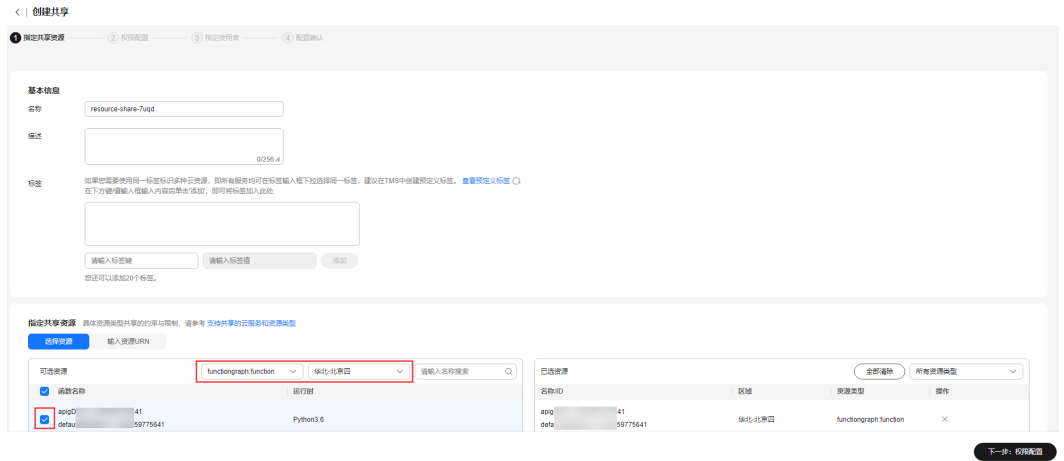 创建共享
1 指定共享资源 2 权限配置 3 指定使用者 4 配置确认
基本信息
名称 resource-share-7uqd
描述
0/256
标签 如果您需要使用同一标签标识多种云资源，即所有服务均可在标签输入框下拉选择同一标签，建议在TMS中创建预定义标签。 查看预定义标签
在下方键/值输入框输入内容后单击'添加'，即可将标签加入此处
请输入标签键 请输入标签值 添加
您还可以添加20个标签。
指定共享资源 具体资源类型共享的约束与限制，请参考 支持共享的云服务和资源类型
选择资源 输入资源URN
可选资源 functiongraph:function 华北-北京四 请输入名称搜索
函数名称 运行时
apigD 41
defau 59775641
Python3.6
已选资源 全部清除 所有资源类型
名称/ID 区域 资源类型 操作
apig 41
defa 59775641
华北-北京四 functiongraph:function
下一步：权限配置